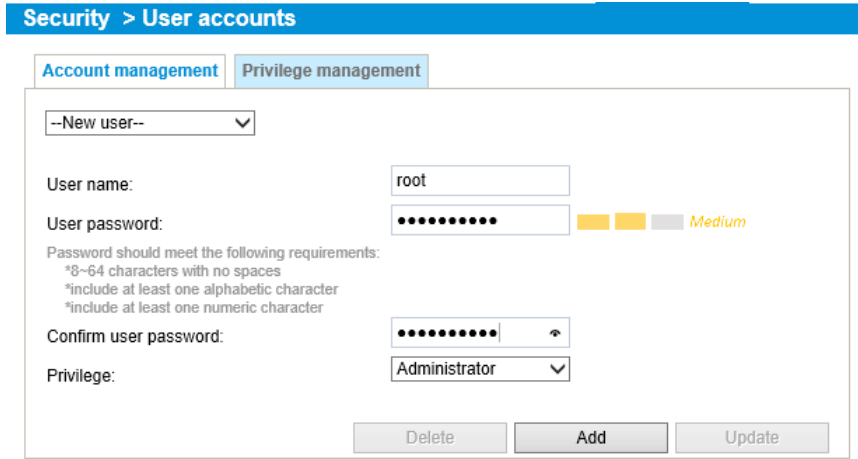 Security > User accounts
Account management Privilege management
--New user--
User name: root
User password: •••••••••• Medium
Password should meet the following requirements:
*8~64 characters with no spaces
*include at least one alphabetic character
*include at least one numeric character
Confirm user password: ••••••••••
Privilege: Administrator
Delete Add Update